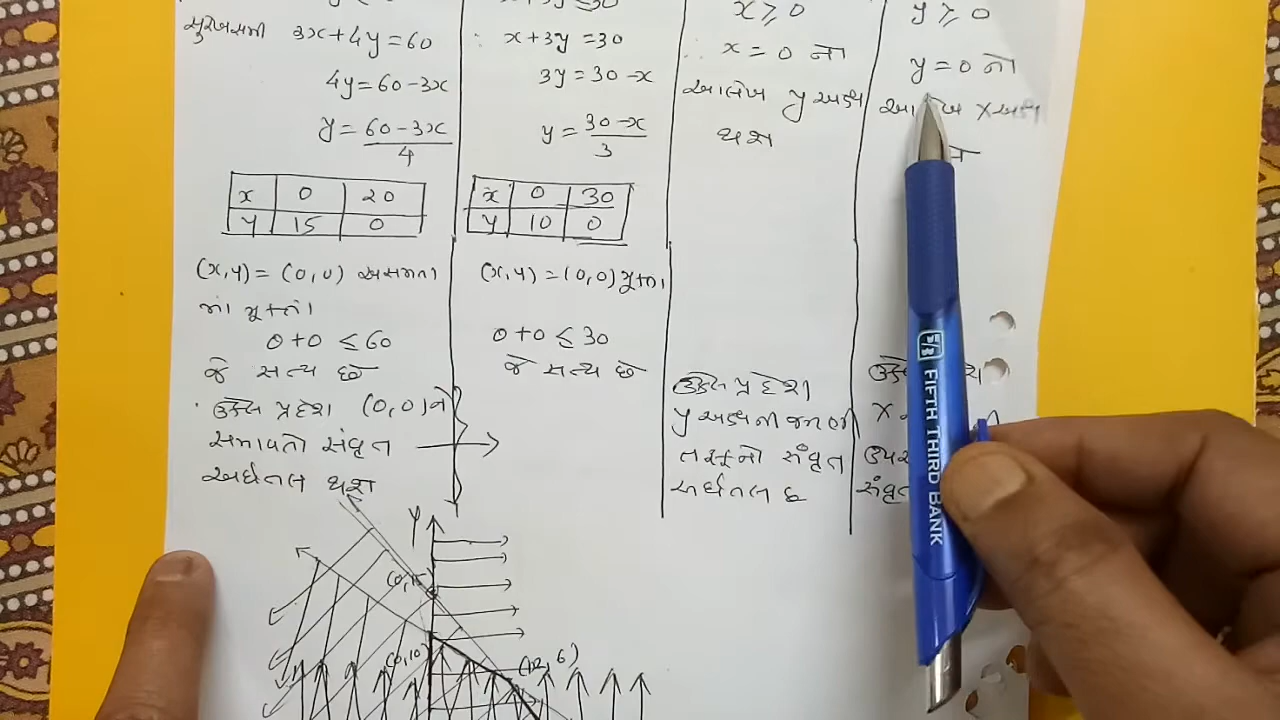 સુરેખસમી 3x+4y=60
4y=60-3x
y=60-3x
4
x 0 20
y 15 0
(x,y)=(0,0) અસમતા
માં મૂકતાં
0+0 ≤60
જે સત્ય છે
ઉકેલ પ્રદેશ (0,0)ને
સમાવતો સંવૃત
અર્ધતલ થશે
x+3y=30
3y=30-x
y=30-x
3
x 0 30
y 10 0
(x,y)=(0,0)મૂકતા
0+0 ≤ 30
જે સત્ય છે
x≥0
∴ x=0 ના
આલેખ y અક્ષ
થશે
ઉકેલ પ્રદેશ
y અક્ષની જમણી
તરફનો સંવૃત
અર્ધતલ છે
y≥0
y=0 નો
X અક્ષ
X
ઉપર
સંવૃત
Y
(0,10)
(12,6)
FIFTH THIRD BANK